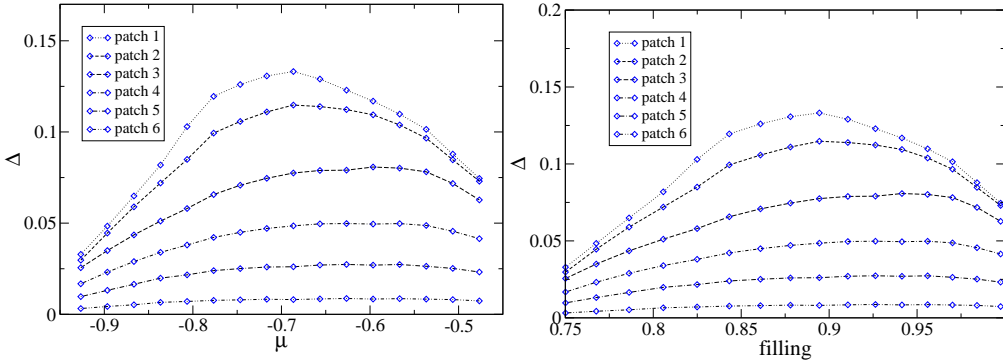 0.15
0.1
0.05
0
Δ
patch 1
patch 2
patch 3
patch 4
patch 5
patch 6
-0.9
-0.8
-0.7
-0.6
-0.5
μ
0.2
0.15
0.1
0.05
0
Δ
patch 1
patch 2
patch 3
patch 4
patch 5
patch 6
0.75
0.8
0.85
0.9
0.95
filling